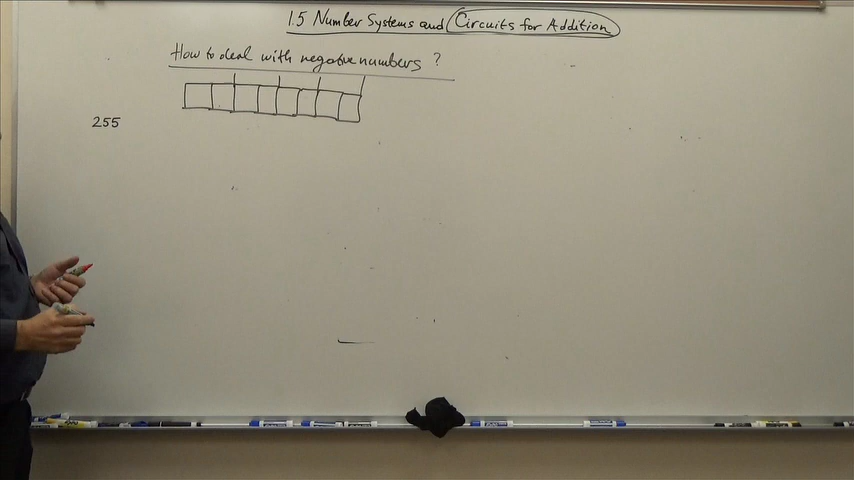 1.5 Number Systems and Circuits for Addition
How to deal with negative numbers ?
255